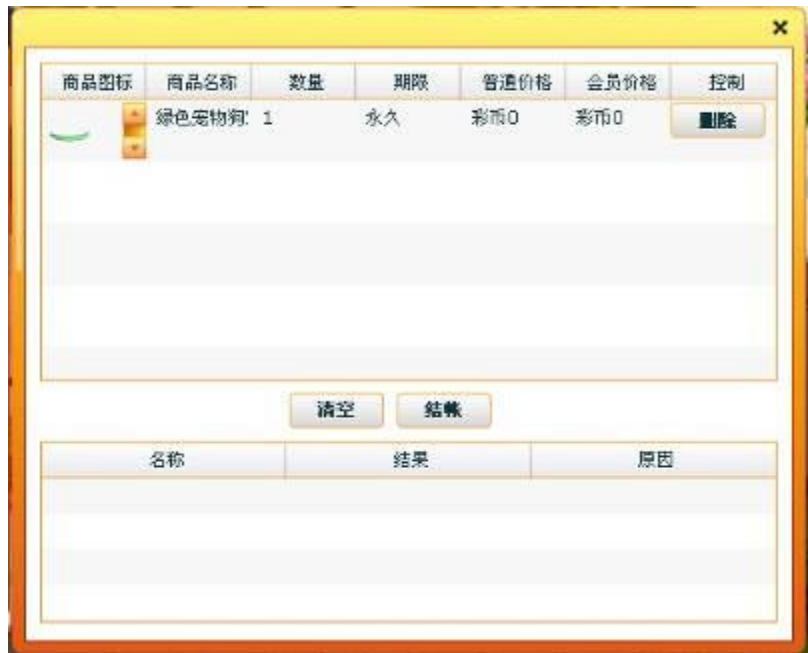 商品图标 商品名称 数量 期限 普通价格 会员价格 控制
绿色宠物狗 1 永久 彩币0 彩币0 删除
清空 结帐
名称 结果 原因